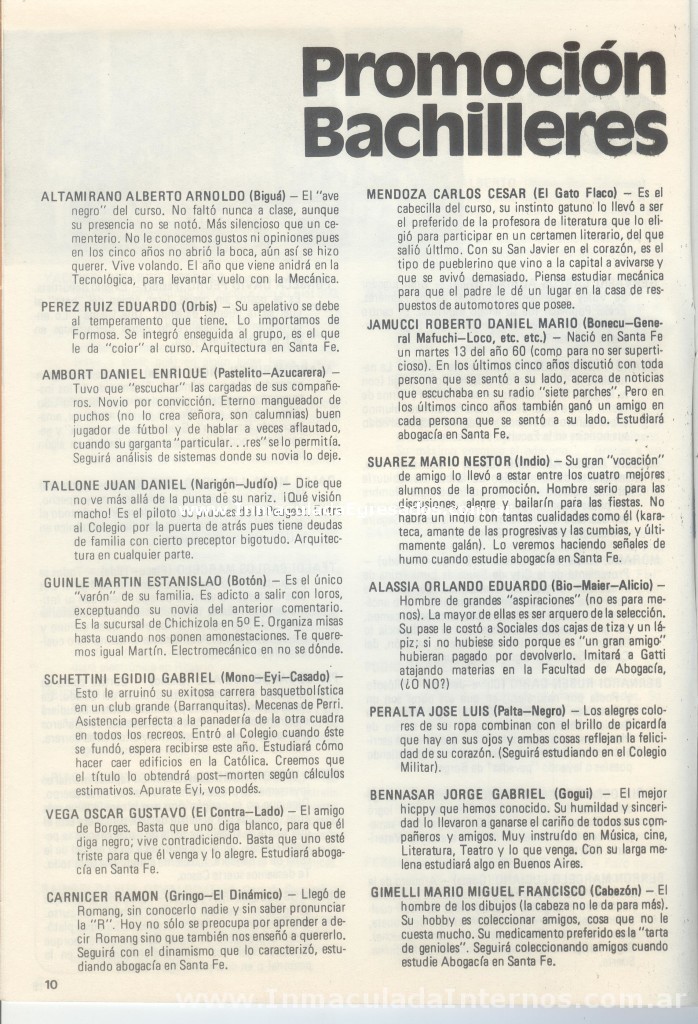 Promoción
Bachilleres
ALTAMIRANO ALBERTO ARNOLDO (Biguá) — El "ave
negro" del curso. No faltó nunca a clase, aunque
su presencia no se notó. Más silencioso que un ce-
menterio. No le conocemos gustos ni opiniones pues
en los cinco años no abrió la boca, aún así se hizo
querer. Vive volando. El año que viene anidrá en la
Tecnológica, para levantar vuelo con la Mecánica.
PEREZ RUIZ EDUARDO (Orbis) — Su apelativo se debe
al temperamento que tiene. Lo importamos de
Formosa. Se integró enseguida al grupo, es el que
le da "color" al curso. Arquitectura en Santa Fe.
AMBORT DANIEL ENRIQUE (Pastelito—Azucarera) —
Tuvo que "escuchar" las cargadas de sus compañe-
ros. Novio por convicción. Eterno mangueador de
puchos (no lo crea señora, son calumnias) buen
jugador de fútbol y de hablar a veces aflautado,
cuando su garganta "particular. . .res" se lo permitía.
Seguirá análisis de sistemas donde su novia lo deje.
TALLONE JUAN DANIEL (Narigón—Judío) — Dice que
no ve más allá de la punta de su nariz. ¡Qué visión
macho! Es el piloto
al Colegio por la puerta de atrás pues tiene deudas
de familia con cierto preceptor bigotudo. Arquitec-
tura en cualquier parte.
GUINLE MARTIN ESTANISLAO (Botón) — Es el único
"varón" de su familia. Es adicto a salir con loros,
exceptuando su novia del anterior comentario.
Es la sucursal de Chichizola en 5º E. Organiza misas
hasta cuando nos ponen amonestaciones. Te quere-
mos igual Martín. Electromecánico en no se dónde.
SCHETTINI EGIDIO GABRIEL (Mono—Eyi—Casado) —
Esto le arruinó su exitosa carrera basquetbolística
en un club grande (Barranquitas). Mecenas de Perri.
Asistencia perfecta a la panadería de la otra cuadra
en todos los recreos. Entró al Colegio cuando éste
se fundó, espera recibirse este año. Estudiará cómo
hacer caer edificios en la Católica. Creemos que
el título lo obtendrá post—morten según cálculos
estimativos. Apurate Eyi, vos podés.
VEGA OSCAR GUSTAVO (El Contra—Lado) — El amigo
de Borges. Basta que uno diga blanco, para que él
diga negro; vive contradiciendo. Basta que uno esté
triste para que él venga y lo alegre. Estudiará aboga-
cía en Santa Fe.
CARNICER RAMON (Gringo—El Dinámico) — Llegó de
Romang, sin conocerlo nadie y sin saber pronunciar
la "R". Hoy no sólo se preocupa por aprender a de-
cir Romang sino que también nos enseñó a quererlo.
Seguirá con el dinamismo que lo caracterizó, estu-
diando abogacía en Santa Fe.
10
MENDOZA CARLOS CESAR (El Gato Flaco) — Es el
cabecilla del curso, su instinto gatuno lo llevó a ser
el preferido de la profesora de literatura que lo eli-
gió para participar en un certamen literario, del que
salió últImo. Con su San Javier en el corazón, es el
tipo de pueblerino que vino a la capital a avivarse y
que se avivó demasiado. Piensa estudiar mecánica
para que el padre le dé un lugar en la casa de res-
puestos de automotores que posee.
JAMUCCI ROBERTO DANIEL MARIO (Bonecu—Gene-
ral Mafuchi—Loco, etc. etc.) — Nació en Santa Fe
un martes 13 del año 60 (como para no ser superti-
cioso). En los últimos cinco años discutió con toda
persona que se sentó a su lado, acerca de noticias
que escuchaba en su radio "siete parches". Pero en
los últimos cinco años también ganó un amigo en
cada persona que se sentó a su lado. Estudiará
abogacía en Santa Fe.
SUAREZ MARIO NESTOR (Indio) — Su gran "vocación"
de amigo lo llevó a estar entre los cuatro mejores
alumnos de la promoción. Hombre serio para las
discusiones, alegre y bailarín para las fiestas. No
habrá un indio con tantas cualidades como él (kara-
teca, amante de las progresivas y las cumbias, y úl-
timamente galán). Lo veremos haciendo señales de
humo cuando estudie abogacía en Santa Fe.
ALASSIA ORLANDO EDUARDO (Bio—Maier—Alicio) —
Hombre de grandes "aspiraciones" (no es para me-
nos). La mayor de ellas es ser arquero de la selección.
Su pase le costó a Sociales dos cajas de tiza y un lá-
piz; si no hubiese sido porque es "un gran amigo"
hubieran pagado por devolverlo. Imitará a Gatti
atajando materias en la Facultad de Abogacía,
(¿O NO?)
PERALTA JOSE LUIS (Palta—Negro) — Los alegres colo-
res de su ropa combinan con el brillo de picardía
que hay en sus ojos y ambas cosas reflejan la felici-
dad de su corazón. (Seguirá estudiando en el Colegio
Militar).
BENNASAR JORGE GABRIEL (Gogui) — El mejor
hicppy que hemos conocido. Su humildad y sinceri-
dad lo llevaron a ganarse el cariño de todos sus com-
pañeros y amigos. Muy instruído en Música, cine,
Literatura, Teatro y lo que venga. Con su larga me-
lena estudiará algo en Buenos Aires.
GIMELLI MARIO MIGUEL FRANCISCO (Cabezón) — El
hombre de los dibujos (la cabeza no le da para más).
Su hobby es coleccionar amigos, cosa que no le
cuesta mucho. Su medicamento preferido es la "tarta
de genioles". Seguirá coleccionando amigos cuando
estudie Abogacía en Santa Fe.
www.InmaculadaInternos.com.ar